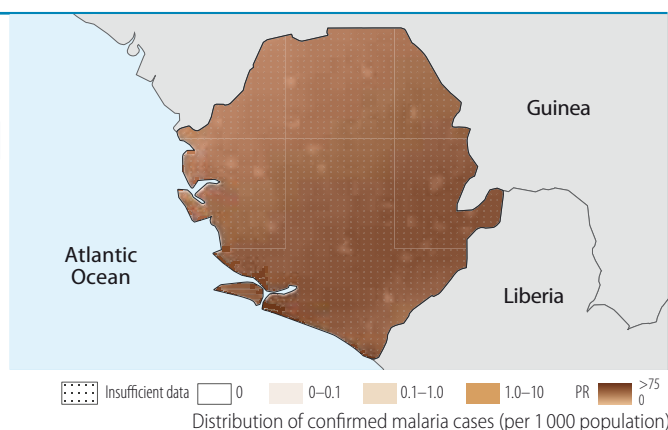 Guinea
Atlantic
Ocean
Liberia
Insufficient data 0 0–0.1 0.1–1.0 1.0–10 PR >75
0
Distribution of confirmed malaria cases (per 1 000 population)